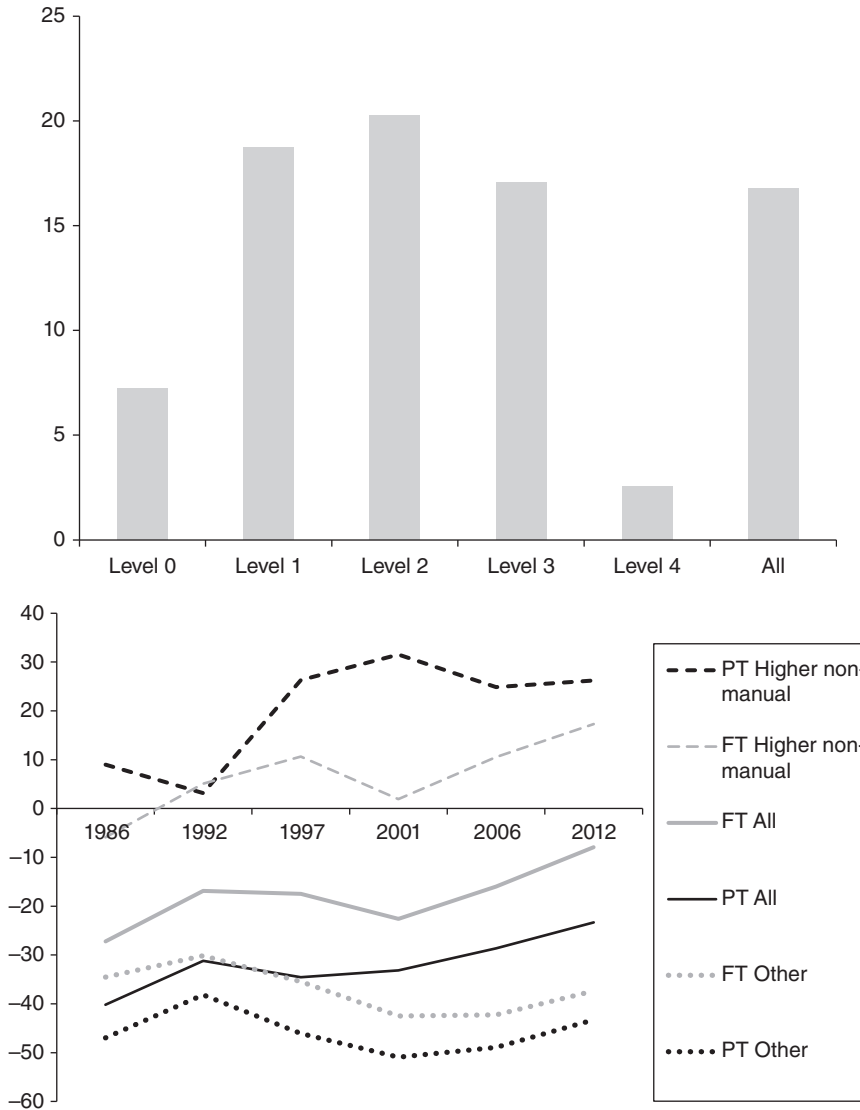 25
20
15
10
5
0
Level 0 Level 1 Level 2 Level 3 Level 4 All
40
30
20
10
0
1986 1992 1997 2001 2006 2012
–10
–20
–30
–40
–50
–60
PT Higher non-
manual
FT Higher non-
manual
FT All
PT All
FT Other
PT Other